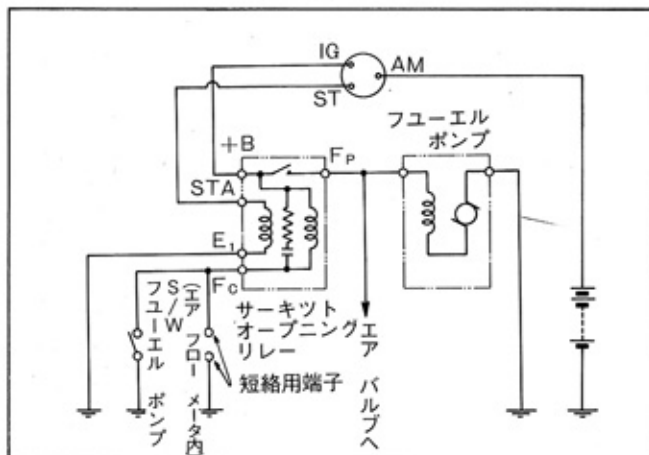 IG
AM
ST
フユーエル
ポンプ
+B
FP
STA
E1
FC
サーキツト
オープニング
リレー
短絡用端子
エア バルブへ
(エア フロー メータ内
S/W
フユーエル ポンプ